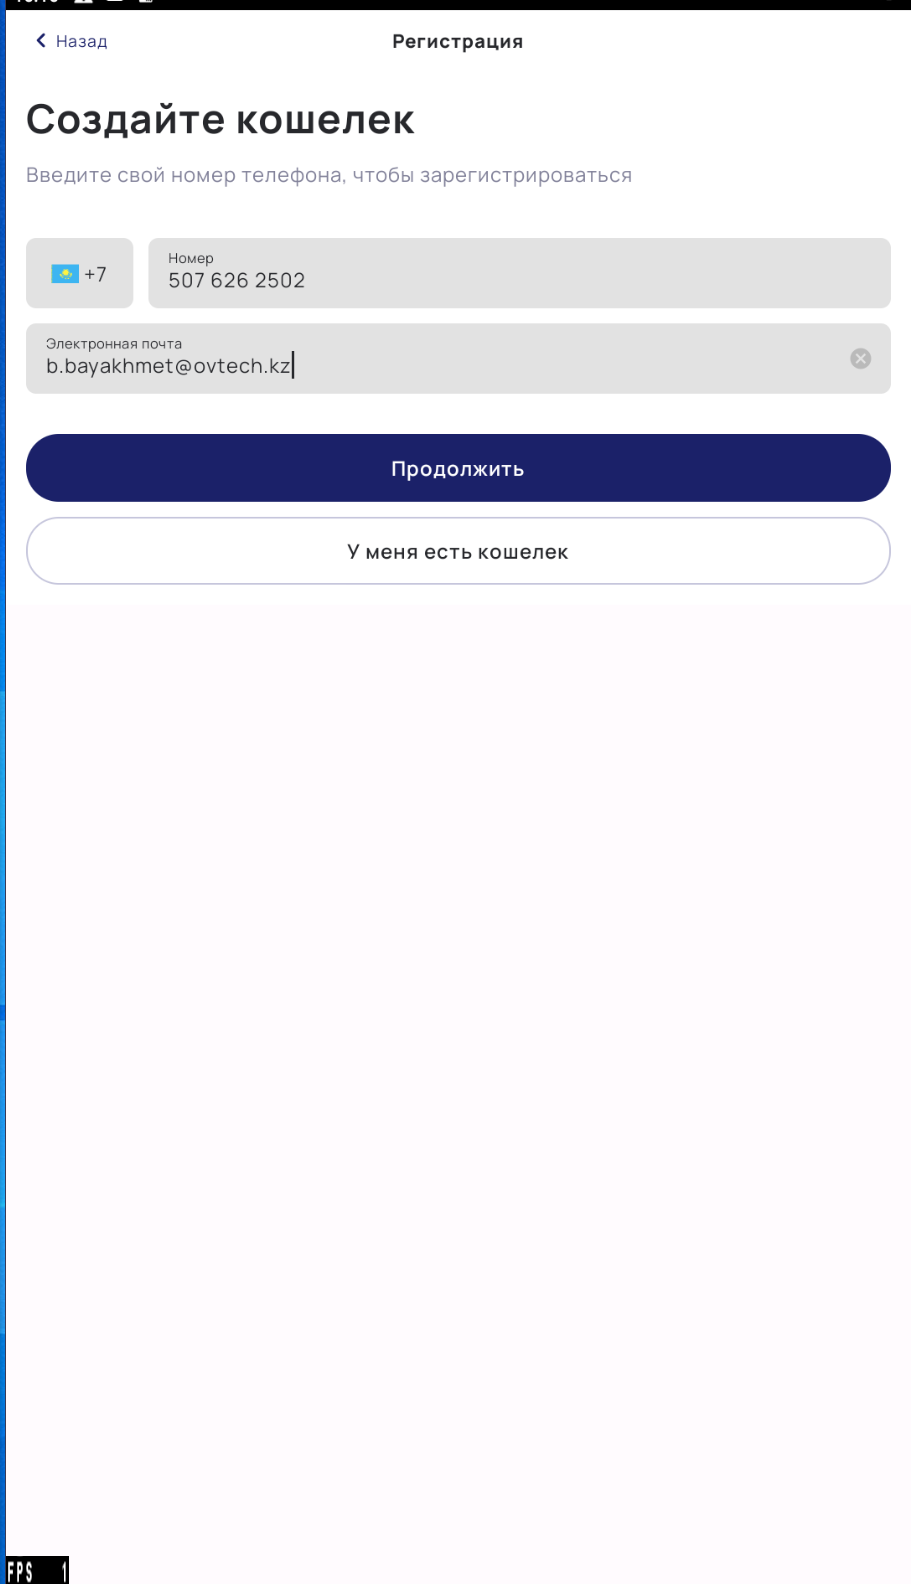 Назад
Регистрация
Создайте кошелек
Введите свой номер телефона, чтобы зарегистрироваться
+7
Номер
507 626 2502
Электронная почта
b.bayakhmet@ovtech.kz
Продолжить
У меня есть кошелек
FPS 1